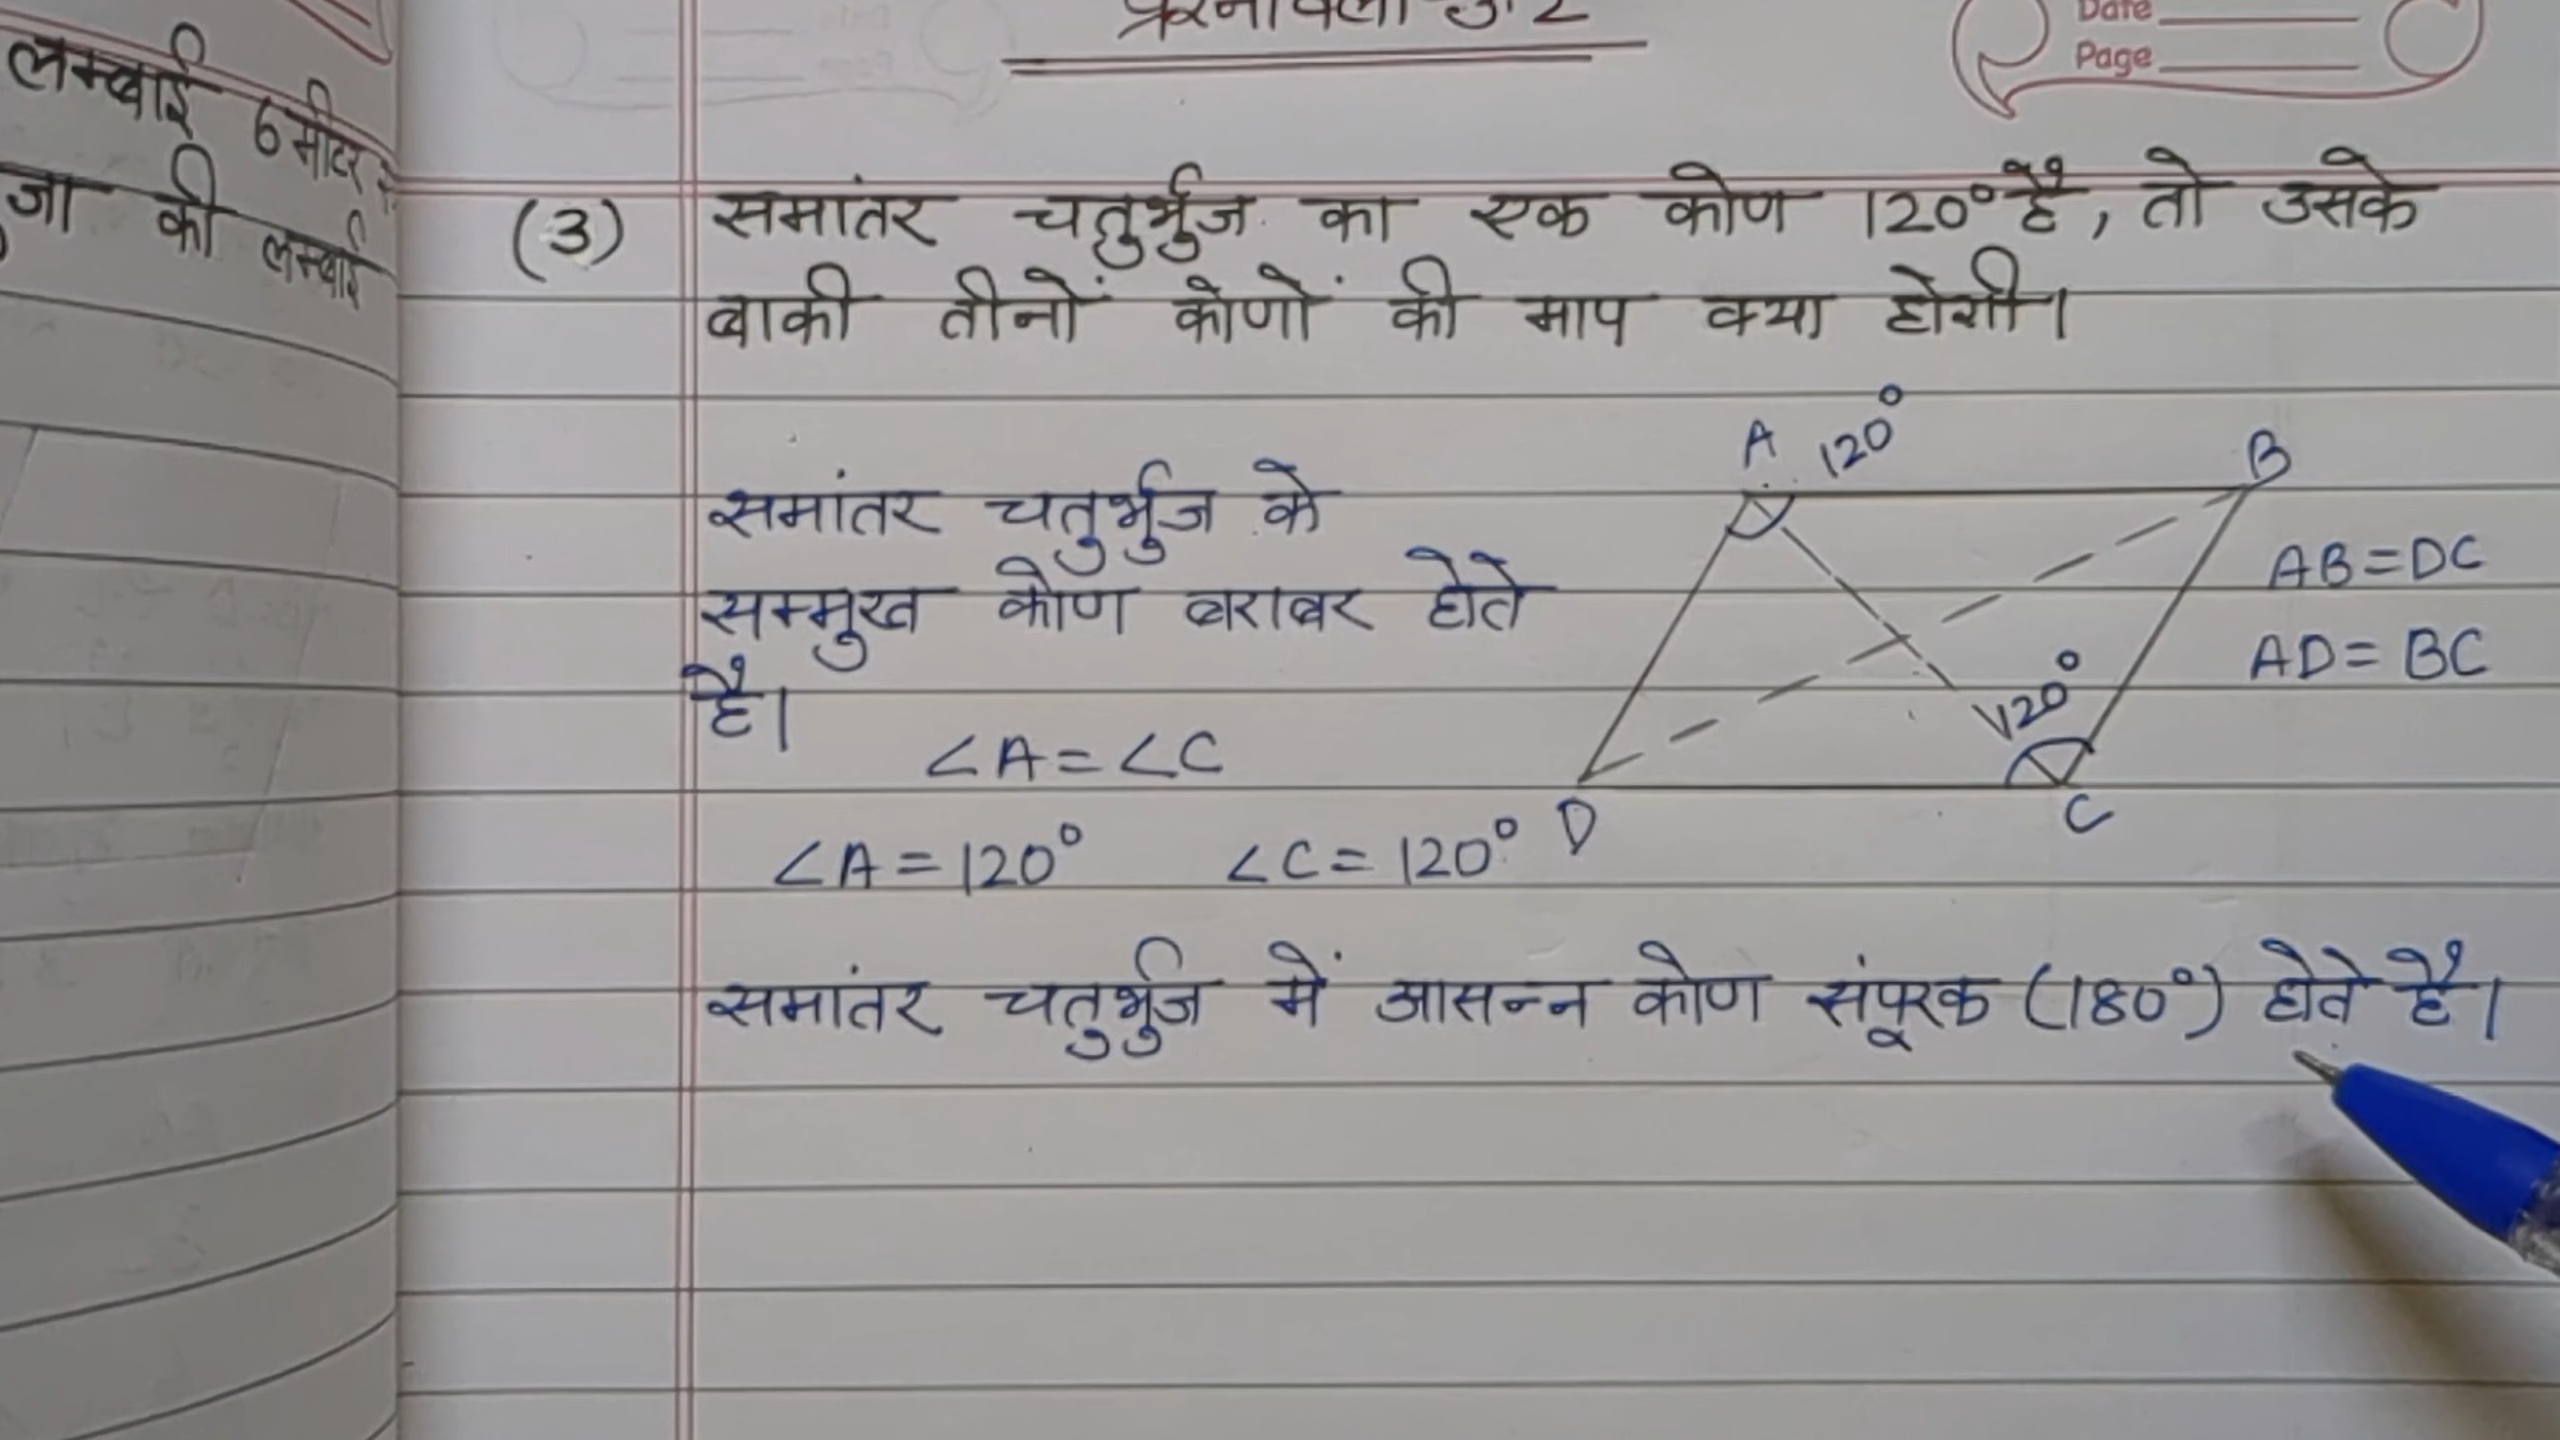 लम्बाई 6 मीटर
जा की लम्बाई
Date
Page
(3) समांतर चतुर्भुज का एक कोण 120° है, तो उसके
बाकी तीनों कोणों की माप क्या होगी।
A 120°
B
समांतर चतुर्भुज के
सम्मुख कोण बराबर होते
है।
AB=DC
AD=BC
120°
∠A=∠C
D
C
∠A=120° ∠C=120°
समांतर चतुर्भुज में आसन्न कोण संपूरक (180°) होते है।